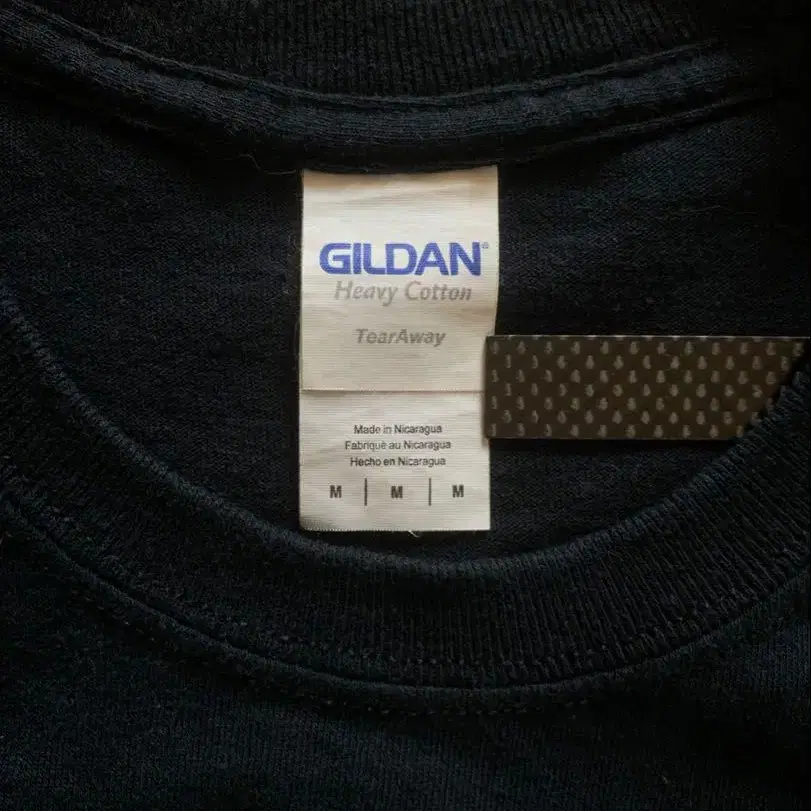 GILDAN®
Heavy Cotton
TearAway
Made in Nicaragua
Fabriqué au Nicaragua
Hecho en Nicaragua
M | M | M